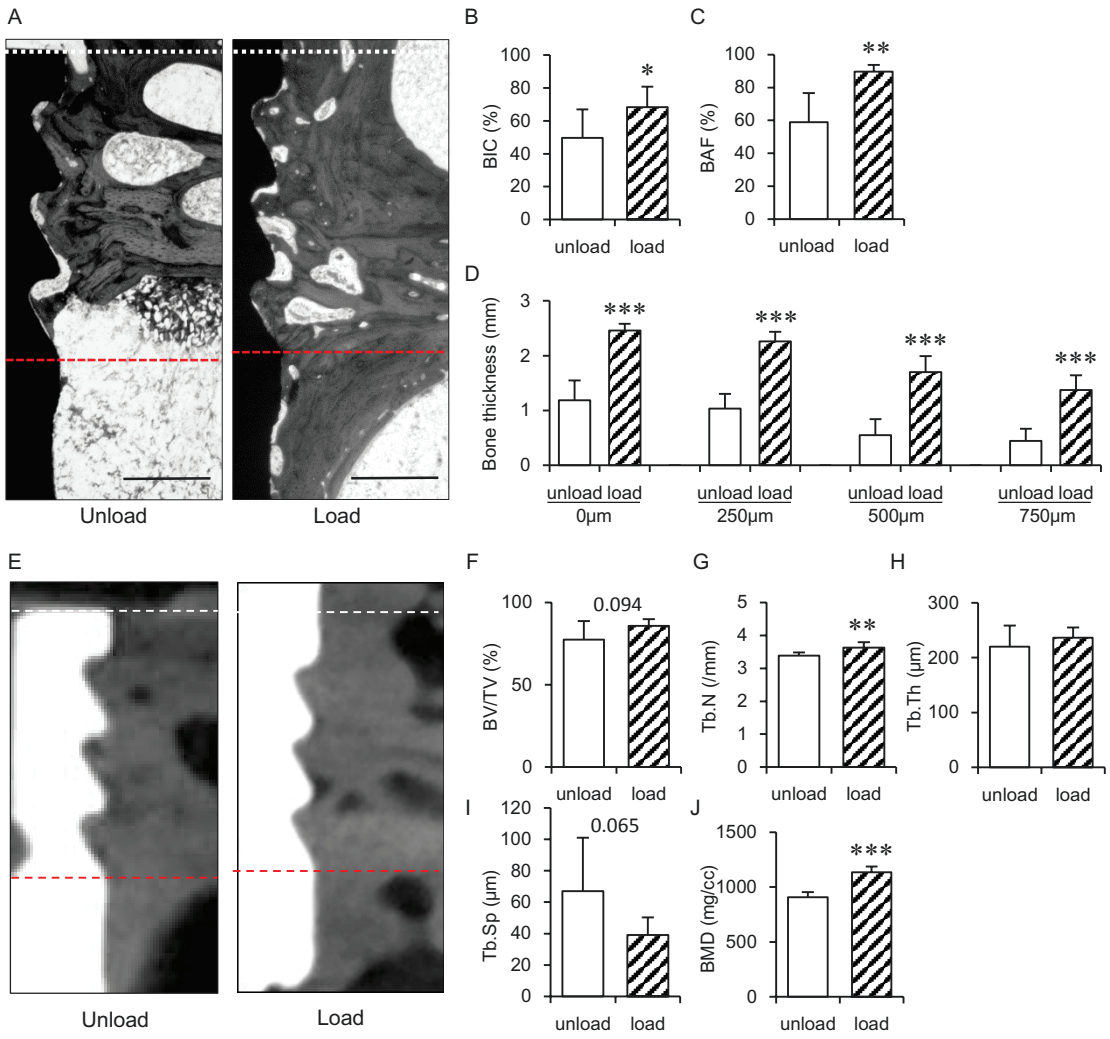 A
Unload
Load
B
BIC (%)
100
80
60
40
20
0
*
unload
load
C
BAF (%)
100
80
60
40
20
0
**
unload
load
D
Bone thickness (mm)
3
2
1
0
***
***
***
***
unload load
unload load
unload load
unload load
0µm
250µm
500µm
750µm
E
Unload
Load
F
BV/TV (%)
100
50
0
0.094
unload
load
G
Tb.N (/mm)
5
4
3
2
1
0
**
unload
load
H
Tb.Th (µm)
300
200
100
0
unload
load
I
Tb.Sp (µm)
120
100
80
60
40
20
0
0.065
unload
load
J
BMD (mg/cc)
1500
1000
500
0
***
unload
load